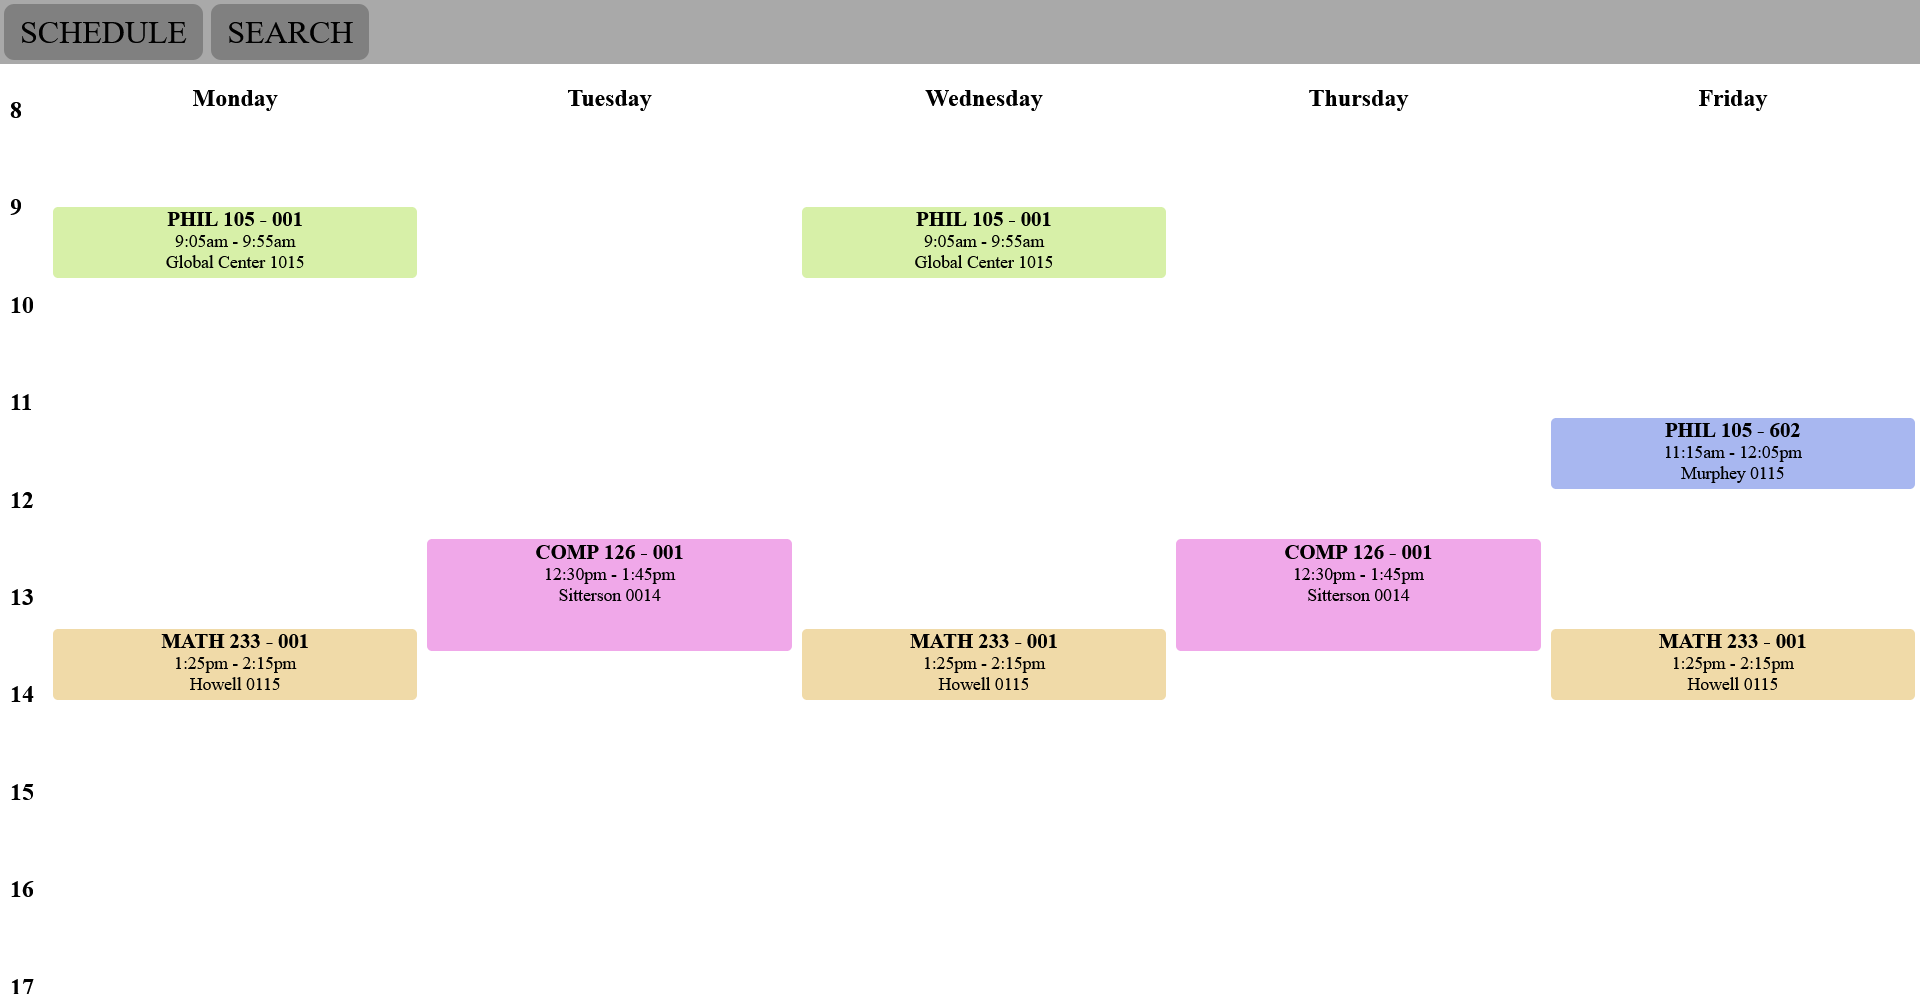 SCHEDULE SEARCH
Monday Tuesday Wednesday Thursday Friday
8
9
PHIL 105 - 001
9:05am - 9:55am
Global Center 1015
PHIL 105 - 001
9:05am - 9:55am
Global Center 1015
10
11
PHIL 105 - 602
11:15am - 12:05pm
Murphey 0115
12
COMP 126 - 001
12:30pm - 1:45pm
Sitterson 0014
COMP 126 - 001
12:30pm - 1:45pm
Sitterson 0014
13
MATH 233 - 001
1:25pm - 2:15pm
Howell 0115
MATH 233 - 001
1:25pm - 2:15pm
Howell 0115
MATH 233 - 001
1:25pm - 2:15pm
Howell 0115
14
15
16
17